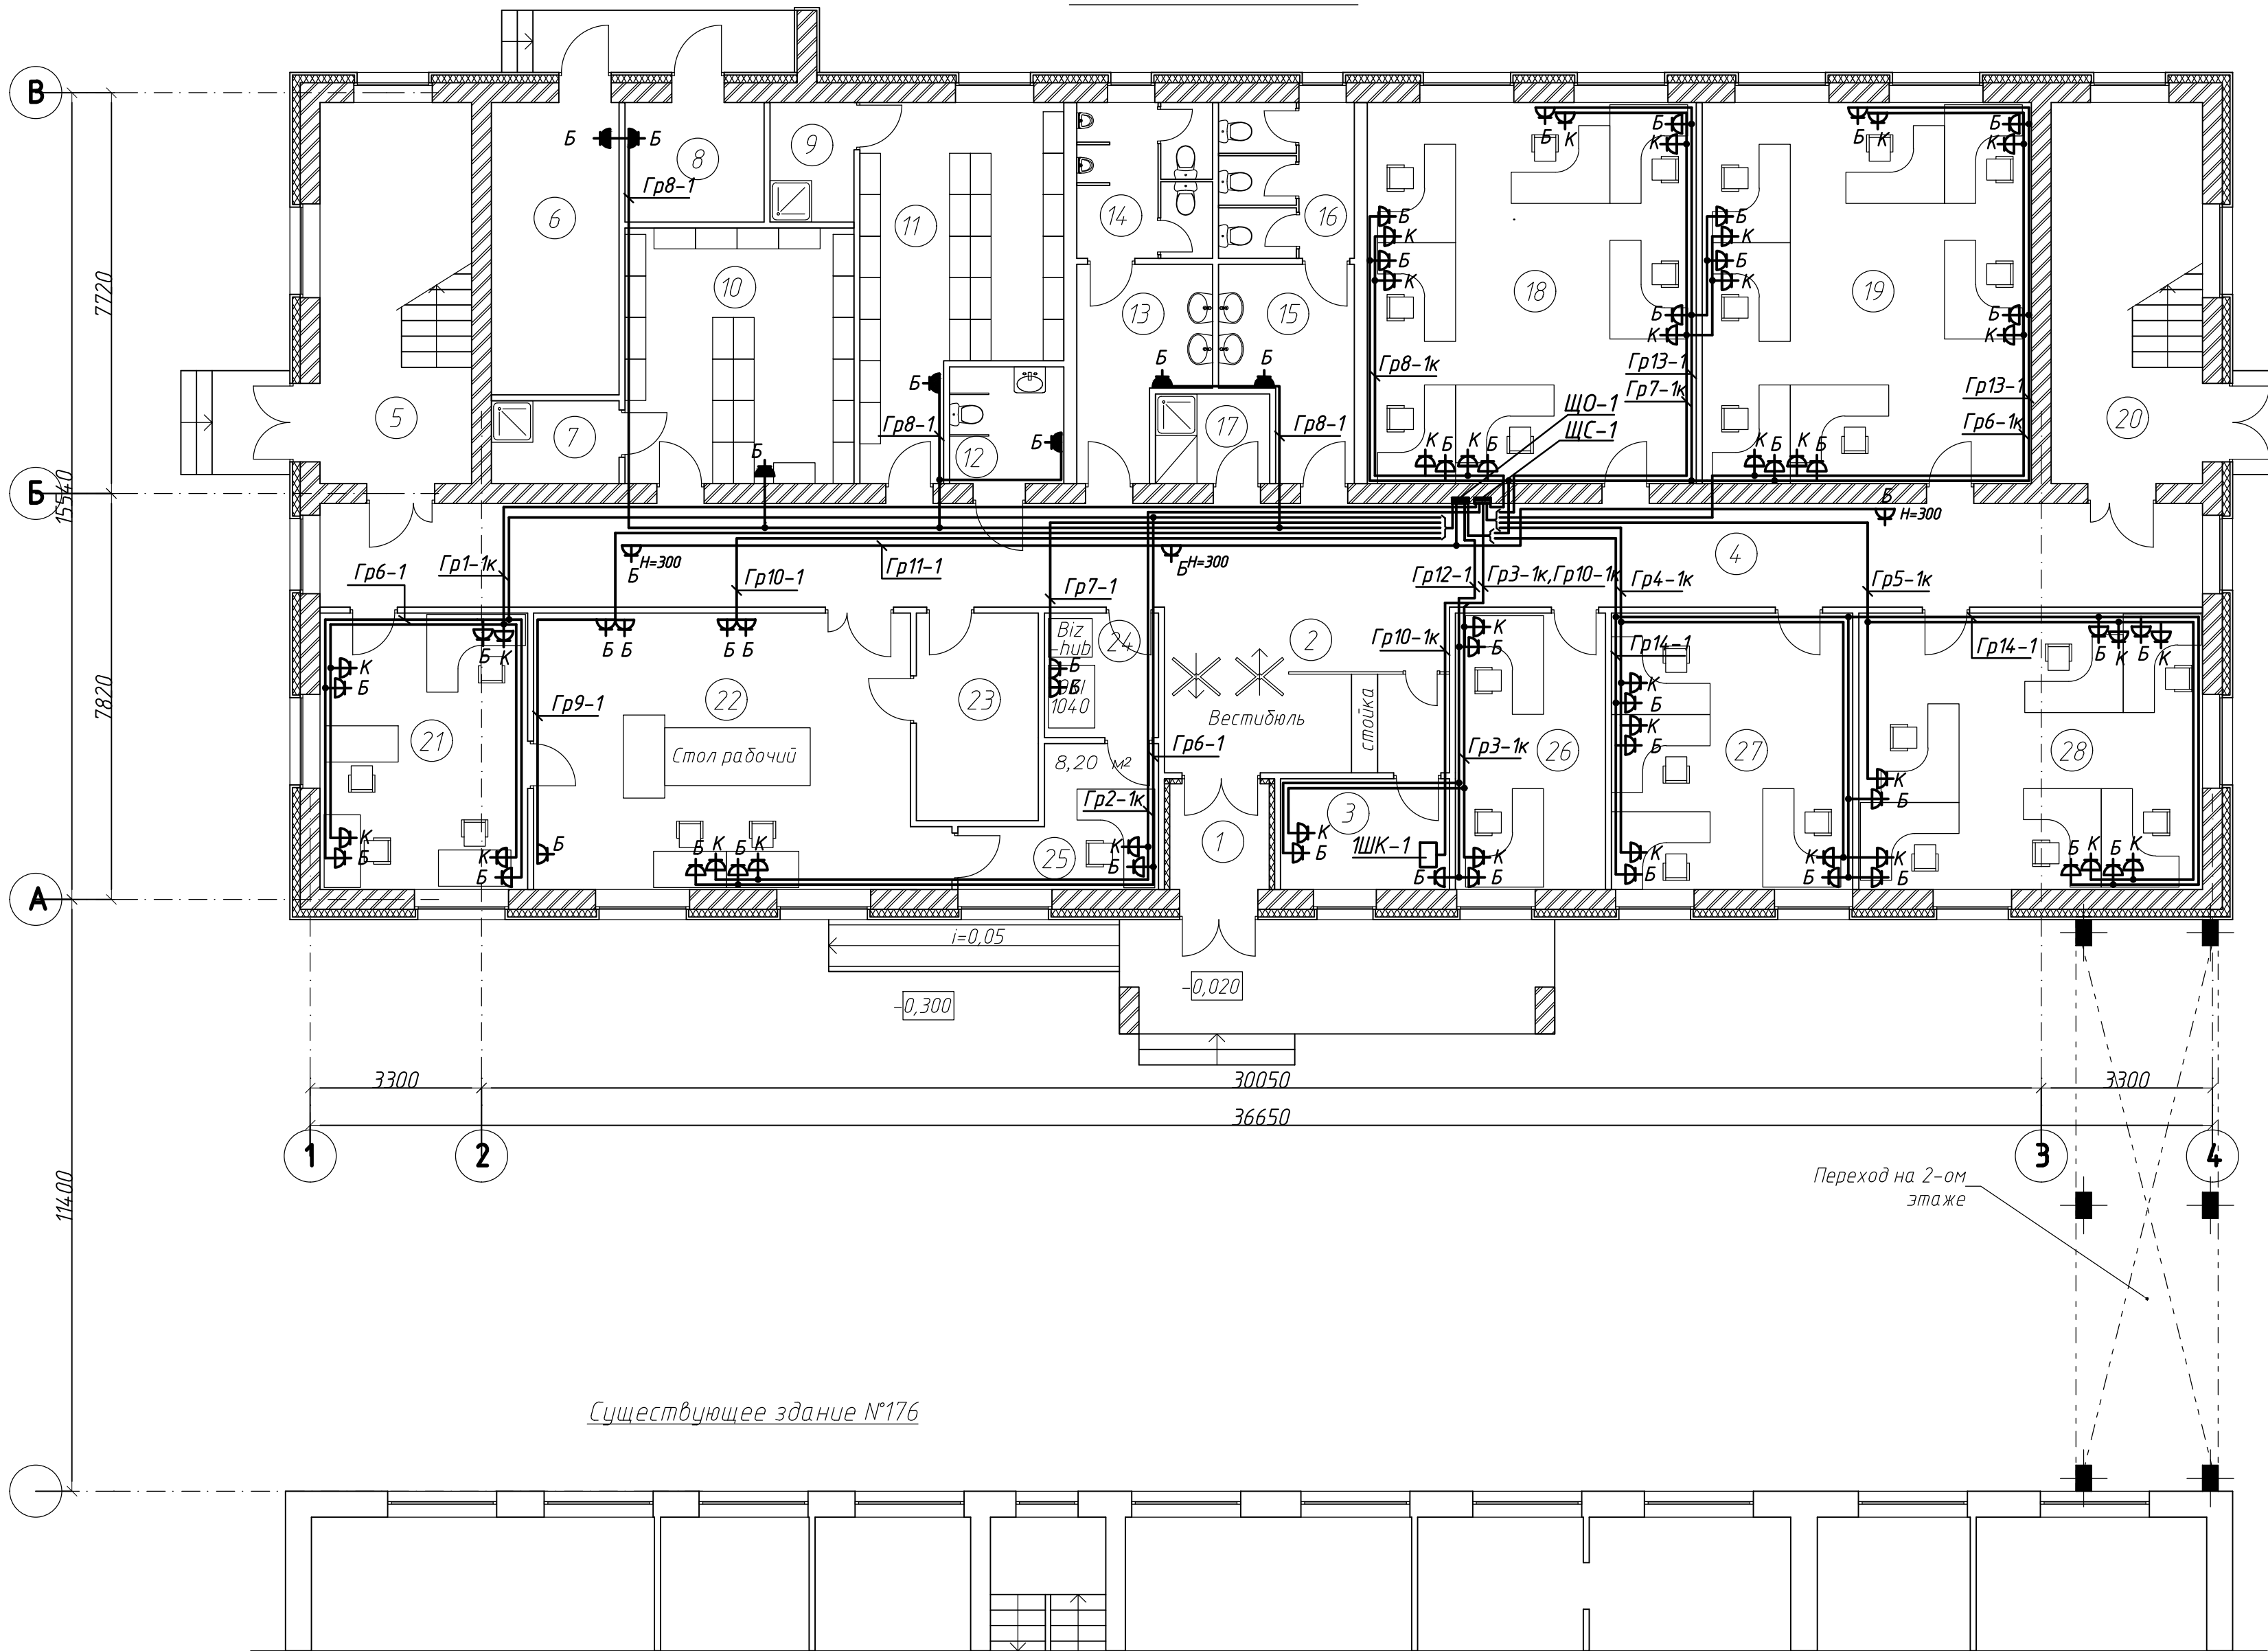 В
Б
Б
8
9
Гр8-1
6
11
14
16
Б
К
Б
К
Б
К
Б
К
7720
10
Б
К
Б
К
18
Б
К
Б
К
19
13
15
Б
К
Б
К
5
7
Б
Б
Б
Гр8-1к
Гр13-1
Гр7-1к
Гр13-1
Гр6-1к
20
Б
Гр8-1
12
Б
17
Гр8-1
ЩО-1
ЩС-1
К
Б
К
Б
К
Б
К
Б
Б
15540
Б
H=300
Гр6-1
Гр1-1к
Б
H=300
Гр10-1
Гр11-1
Гр7-1
Б
H=300
Гр12-1
Гр3-1к,Гр10-1к
Гр4-1к
4
Гр5-1к
7820
Б
К
Б
Б
Б
Б
Biz
-hub
24
2
Гр10-1к
К
Б
Гр14-1
Гр14-1
Б
К
Б
К
К
Б
21
Гр9-1
22
23
Б
Б
1040
Вестибюль
стойка
К
Б
К
Б
Стол рабочий
8,20 м²
Гр6-1
Гр3-1к
26
27
28
К
Б
Гр2-1к
1
3
К
Б
К
Б
К
Б
Б
Б
К
Б
К
25
К
Б
1ШК-1
Б
К
Б
К
Б
К
Б
К
Б
Б
К
Б
К
К
Б
А
i=0,05
-0,300
-0,020
3300
30050
3300
36650
1
2
3
4
11400
Переход на 2-ом
этаже
Существующее здание №176